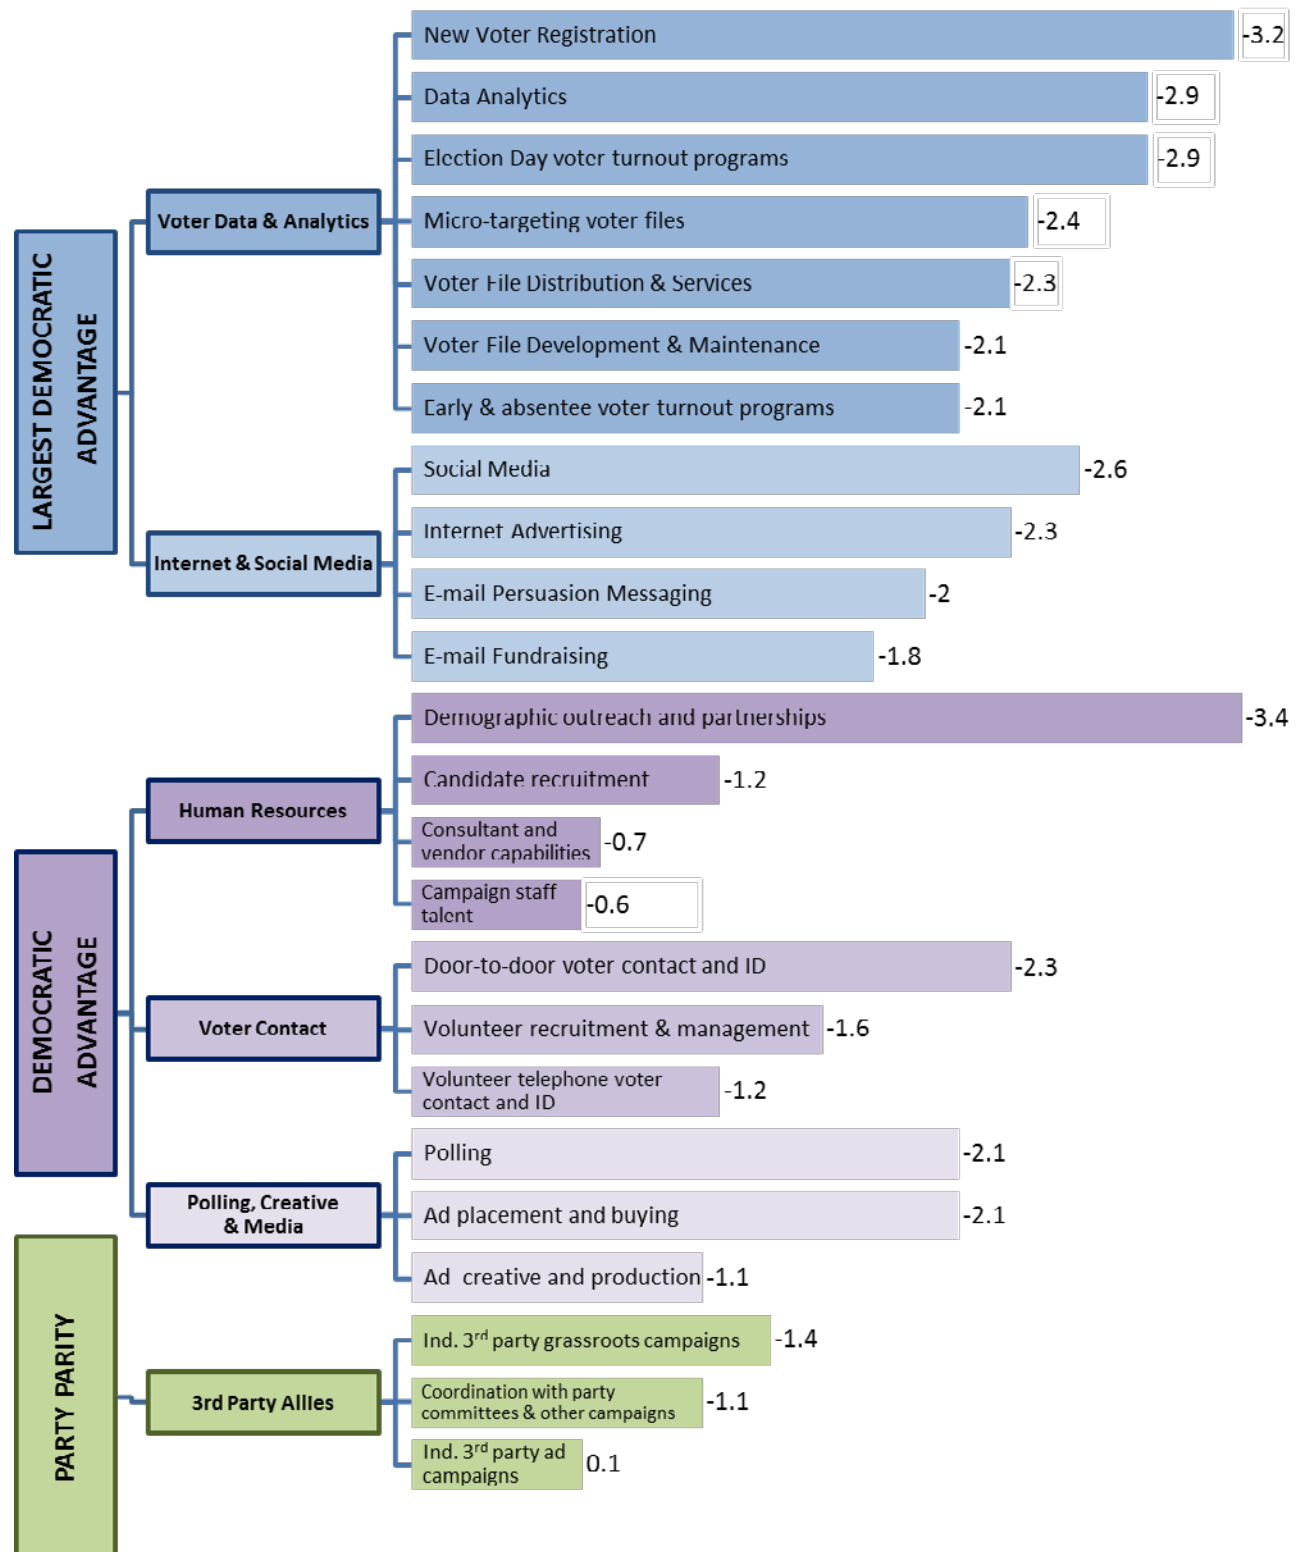 LARGEST DEMOCRATIC
ADVANTAGE
Voter Data & Analytics
New Voter Registration
-3.2
Data Analytics
-2.9
Election Day voter turnout programs
-2.9
Micro-targeting voter files
-2.4
Voter File Distribution & Services
-2.3
Voter File Development & Maintenance
-2.1
Early & absentee voter turnout programs
-2.1
Internet & Social Media
Social Media
-2.6
Internet Advertising
-2.3
E-mail Persuasion Messaging
-2
E-mail Fundraising
-1.8
DEMOCRATIC
ADVANTAGE
Human Resources
Demographic outreach and partnerships
-3.4
Candidate recruitment
-1.2
Consultant and
vendor capabilities
-0.7
Campaign staff
talent
-0.6
Voter Contact
Door-to-door voter contact and ID
-2.3
Volunteer recruitment & management
-1.6
Volunteer telephone voter
contact and ID
-1.2
Polling, Creative
& Media
Polling
-2.1
Ad placement and buying
-2.1
Ad creative and production
-1.1
PARTY PARITY
3rd Party Allies
Ind. 3rd party grassroots campaigns
-1.4
Coordination with party
committees & other campaigns
-1.1
Ind. 3rd party ad
campaigns
0.1